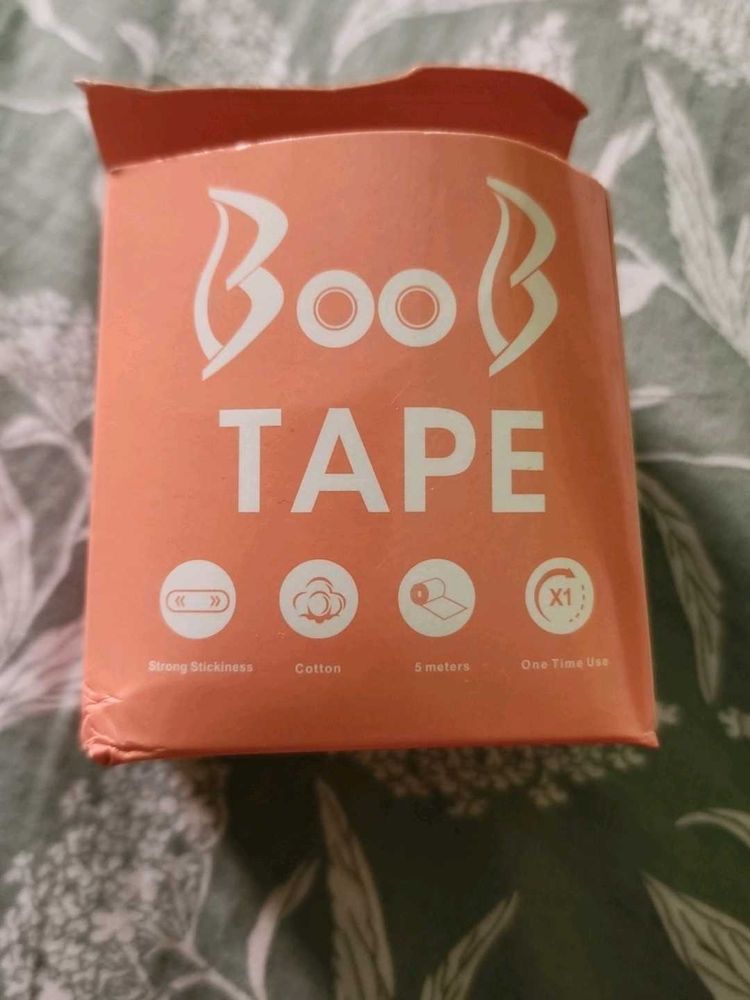 BooB
TAPE
X1
Strong Stickiness
Cotton
5 meters
One Time Use